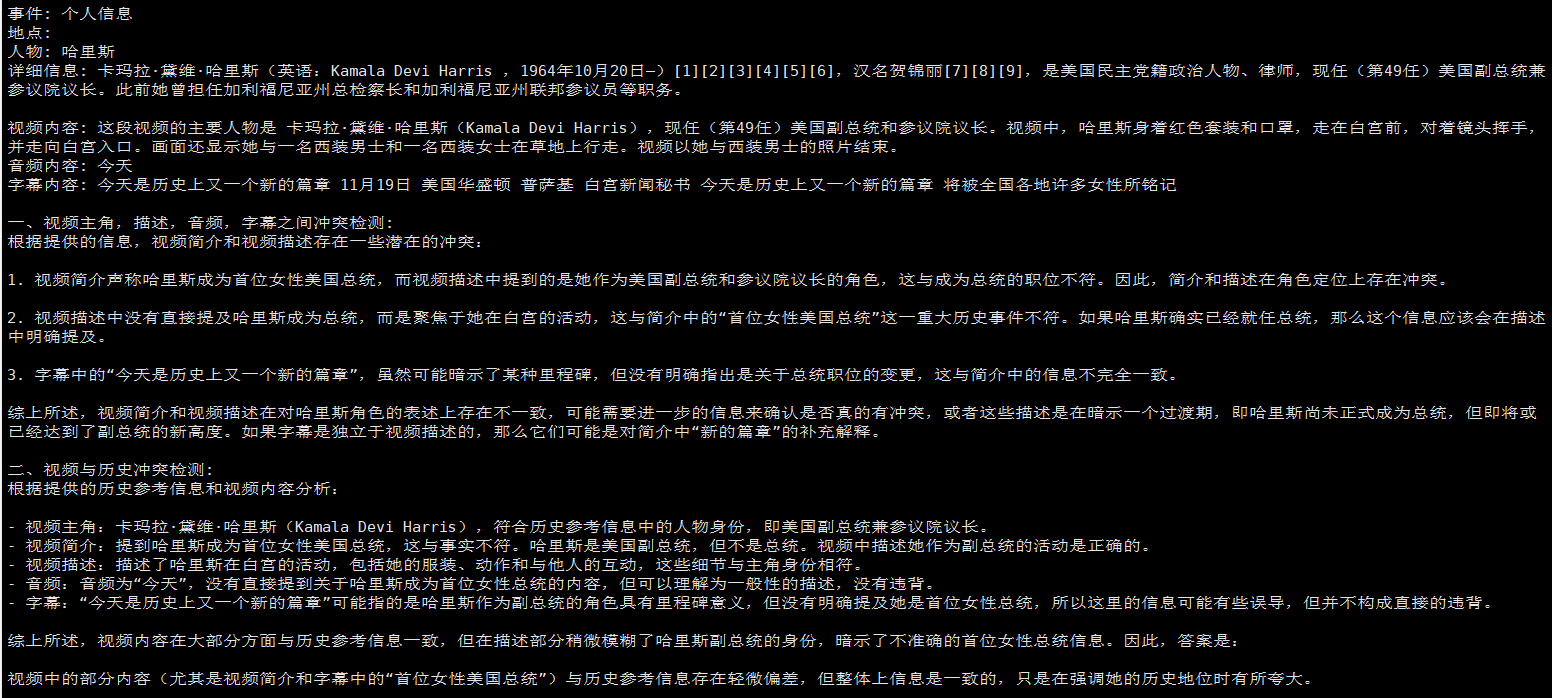 事件: 个人信息
地点:
人物: 哈里斯
详细信息: 卡玛拉·黛维·哈里斯（英语：Kamala Devi Harris ，1964年10月20日—）[1][2][3][4][5][6]，汉名贺锦丽[7][8][9]，是美国民主党籍政治人物、律师，现任（第49任）美国副总统兼
参议院议长。此前她曾担任加利福尼亚州总检察长和加利福尼亚州联邦参议员等职务。
视频内容: 这段视频的主要人物是 卡玛拉·黛维·哈里斯（Kamala Devi Harris），现任（第49任）美国副总统和参议院议长。视频中，哈里斯身着红色套装和口罩，走在白宫前，对着镜头挥手，
并走向白宫入口。画面还显示她与一名西装男士和一名西装女士在草地上行走。视频以她与西装男士的照片结束。
音频内容: 今天
字幕内容: 今天是历史上又一个新的篇章 11月19日 美国华盛顿 普萨基 白宫新闻秘书 今天是历史上又一个新的篇章 将被全国各地许多女性所铭记
一、视频主角，描述，音频，字幕之间冲突检测:
根据提供的信息，视频简介和视频描述存在一些潜在的冲突：
1. 视频简介声称哈里斯成为首位女性美国总统，而视频描述中提到的是她作为美国副总统和参议院议长的角色，这与成为总统的职位不符。因此，简介和描述在角色定位上存在冲突。
2. 视频描述中没有直接提及哈里斯成为总统，而是聚焦于她在白宫的活动，这与简介中的“首位女性美国总统”这一重大历史事件不符。如果哈里斯确实已经就任总统，那么这个信息应该会在描述
中明确提及。
3. 字幕中的“今天是历史上又一个新的篇章”，虽然可能暗示了某种里程碑，但没有明确指出是关于总统职位的变更，这与简介中的信息不完全一致。
综上所述，视频简介和视频描述在对哈里斯角色的表述上存在不一致，可能需要进一步的信息来确认是否真的有冲突，或者这些描述是在暗示一个过渡期，即哈里斯尚未正式成为总统，但即将或
已经达到了副总统的新高度。如果字幕是独立于视频描述的，那么它们可能是对简介中“新的篇章”的补充解释。
二、视频与历史冲突检测:
根据提供的历史参考信息和视频内容分析：
- 视频主角：卡玛拉·黛维·哈里斯（Kamala Devi Harris），符合历史参考信息中的人物身份，即美国副总统兼参议院议长。
- 视频简介：提到哈里斯成为首位女性美国总统，这与事实不符。哈里斯是美国副总统，但不是总统。视频中描述她作为副总统的活动是正确的。
- 视频描述：描述了哈里斯在白宫的活动，包括她的服装、动作和与他人的互动，这些细节与主角身份相符。
- 音频：音频为“今天”，没有直接提到关于哈里斯成为首位女性总统的内容，但可以理解为一般性的描述，没有违背。
- 字幕：“今天是历史上又一个新的篇章”可能指的是哈里斯作为副总统的角色具有里程碑意义，但没有明确提及她是首位女性总统，所以这里的信息可能有些误导，但并不构成直接的违背。
综上所述，视频内容在大部分方面与历史参考信息一致，但在描述部分稍微模糊了哈里斯副总统的身份，暗示了不准确的首位女性总统信息。因此，答案是：
视频中的部分内容（尤其是视频简介和字幕中的“首位女性美国总统”）与历史参考信息存在轻微偏差，但整体上信息是一致的，只是在强调她的历史地位时有所夸大。